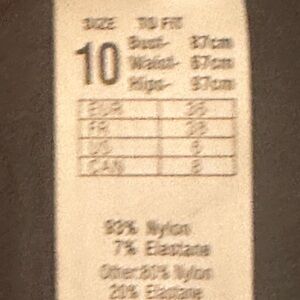 SIZE TO FIT
10
Bust- 87cm
Waist- 67cm
Hips- 97cm
EUR 36
FR 38
US 6
CAN 8
93% Nylon
7% Elastane
Other:80% Nylon
20% Elastane